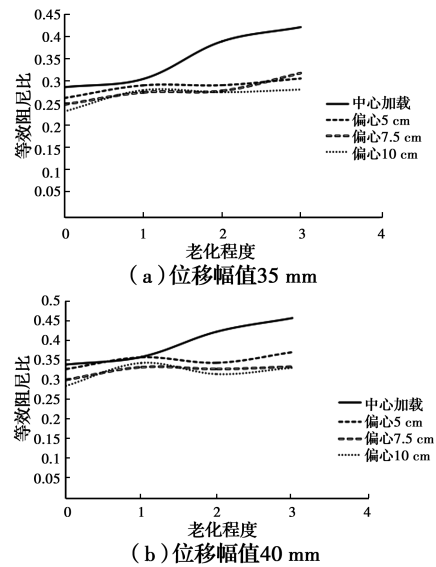 0.45
0.4
0.35
0.3
0.25
0.2
0.15
0.1
0.05
等效阻尼比
0 1 2 3 4
老化程度
中心加载
偏心5 cm
偏心7.5 cm
偏心10 cm
(a)位移幅值35 mm
0.5
0.45
0.4
0.35
0.3
0.25
0.2
0.15
0.1
0.05
等效阻尼比
0 1 2 3 4
老化程度
中心加载
偏心5 cm
偏心7.5 cm
偏心10 cm
(b)位移幅值40 mm